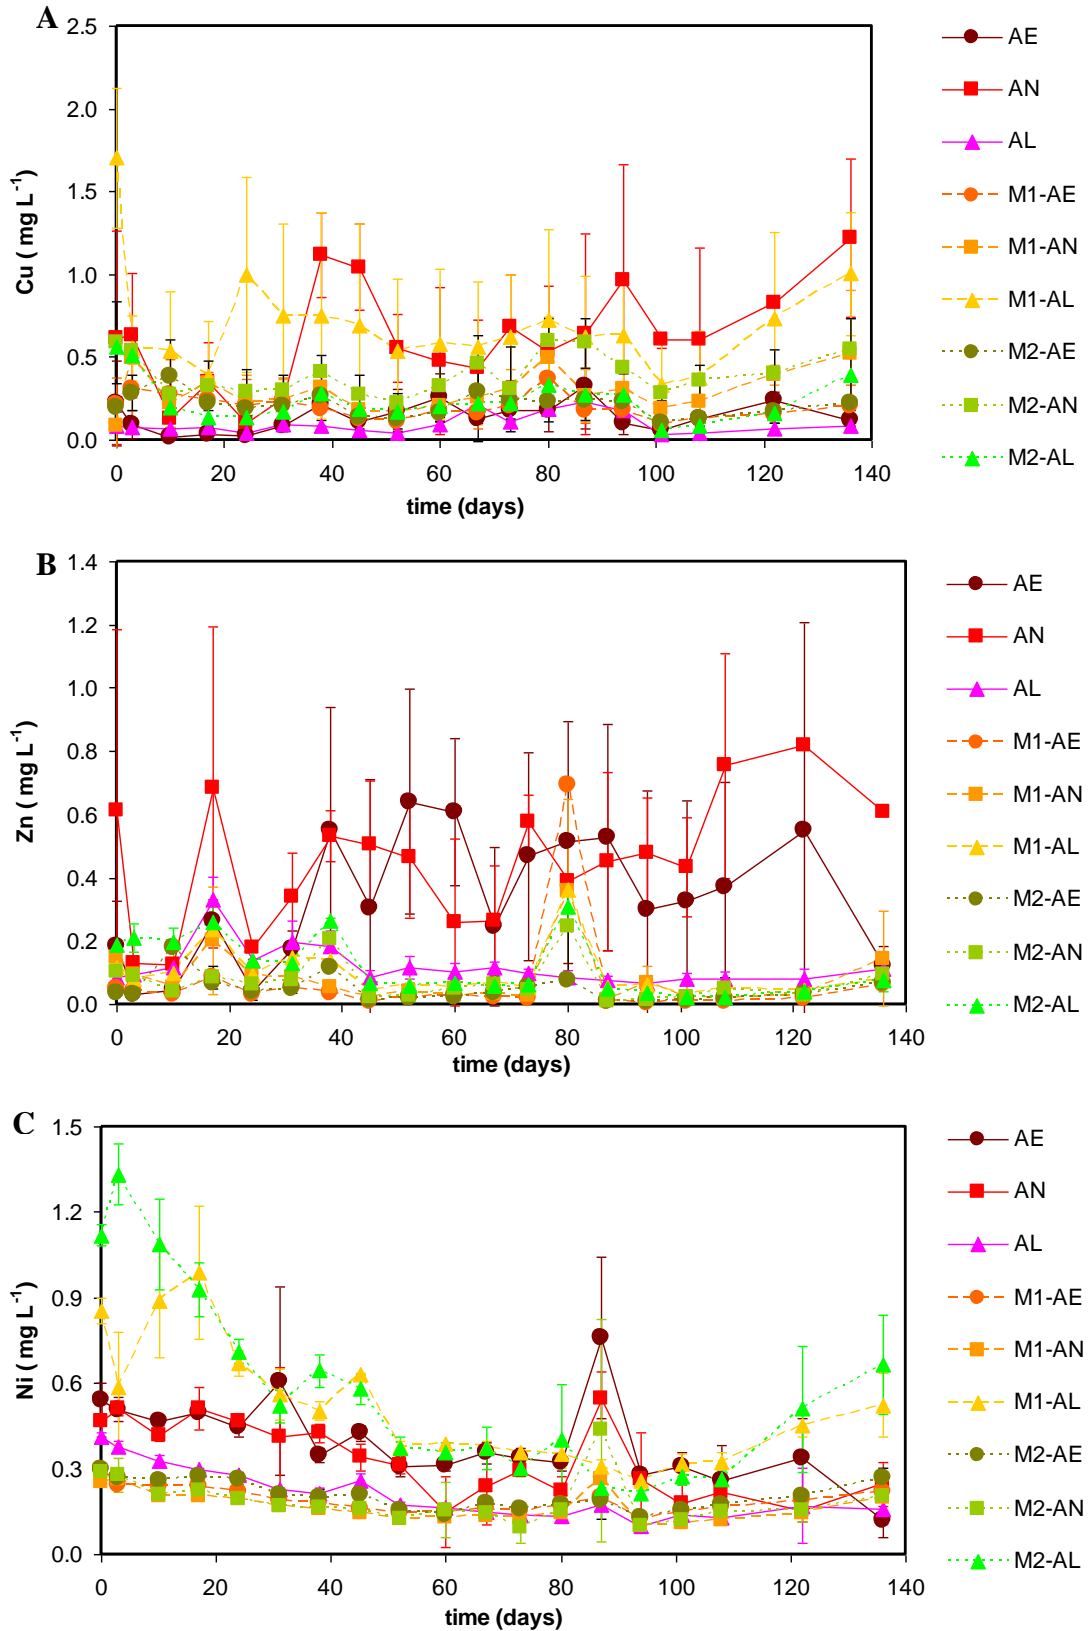 A
2.5
2.0
1.5
1.0
0.5
0.0
Cu ( mg L⁻¹)
0 20 40 60 80 100 120 140
time (days)
AE
AN
AL
M1-AE
M1-AN
M1-AL
M2-AE
M2-AN
M2-AL
B
1.4
1.2
1.0
0.8
0.6
0.4
0.2
0.0
Zn ( mg L⁻¹)
0 20 40 60 80 100 120 140
time (days)
AE
AN
AL
M1-AE
M1-AN
M1-AL
M2-AE
M2-AN
M2-AL
C
1.5
1.2
0.9
0.6
0.3
0.0
Ni ( mg L⁻¹)
0 20 40 60 80 100 120 140
time (days)
AE
AN
AL
M1-AE
M1-AN
M1-AL
M2-AE
M2-AN
M2-AL